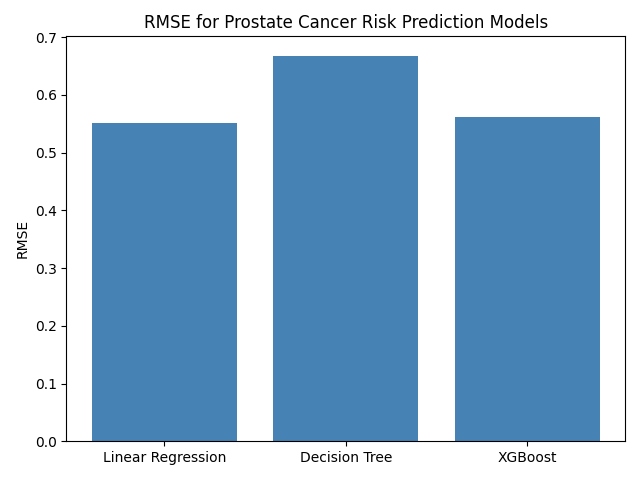 RMSE for Prostate Cancer Risk Prediction Models
0.7
0.6
0.5
0.4
0.3
0.2
0.1
0.0
RMSE
Linear Regression
Decision Tree
XGBoost